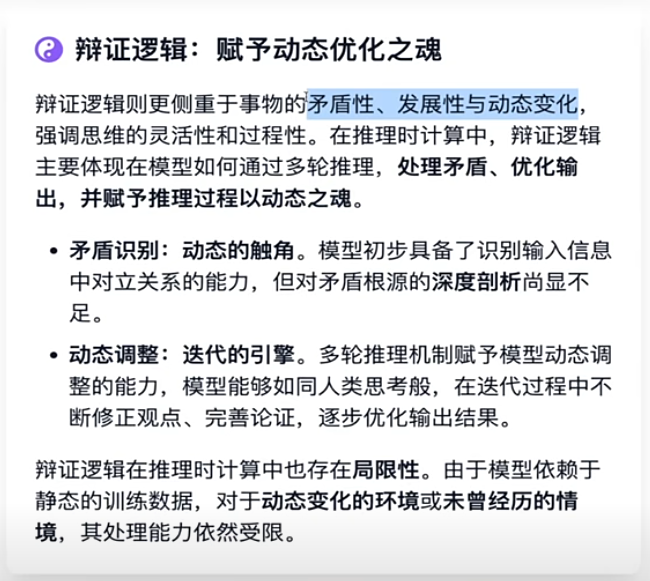 辩证逻辑：赋予动态优化之魂
辩证逻辑则更侧重于事物的矛盾性、发展性与动态变化，
强调思维的灵活性和过程性。在推理时计算中，辩证逻辑
主要体现在模型如何通过多轮推理，处理矛盾、优化输
出，并赋予推理过程以动态之魂。
• 矛盾识别：动态的触角。模型初步具备了识别输入信息
中对立关系的能力，但对矛盾根源的深度剖析尚显不
足。
• 动态调整：迭代的引擎。多轮推理机制赋予模型动态调
整的能力，模型能够如同人类思考般，在迭代过程中不
断修正观点、完善论证，逐步优化输出结果。
辩证逻辑在推理时计算中也存在局限性。由于模型依赖于
静态的训练数据，对于动态变化的环境或未曾经历的情
境，其处理能力依然受限。